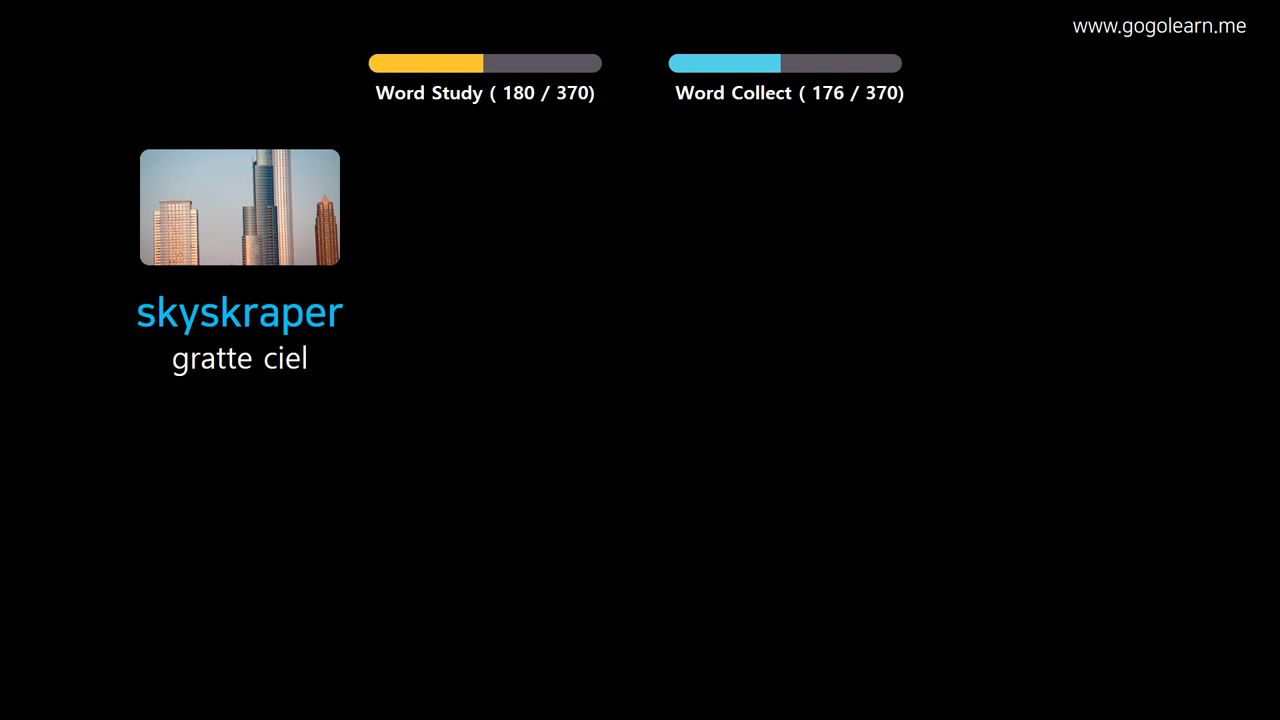 www.gogolearn.me
Word Study ( 180 / 370)
Word Collect ( 176 / 370)
skyskraper
gratte ciel